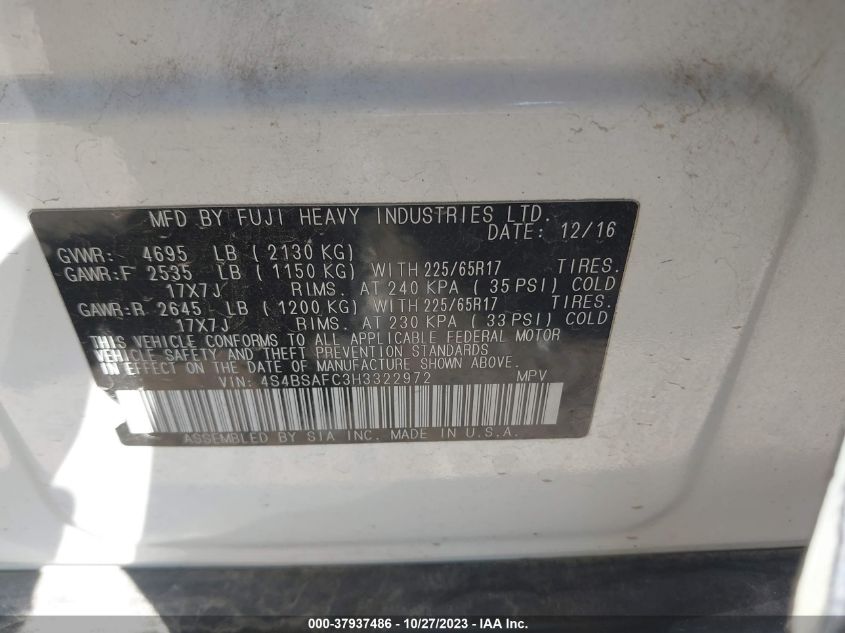 MFD BY FUJI HEAVY INDUSTRIES LTD.
DATE: 12/16
GVWR: 4695 LB ( 2130 KG)
GAWR:F 2535 LB ( 1150 KG) WITH 225/65R17 TIRES.
17X7J RIMS. AT 240 KPA ( 35 PSI) COLD
GAWR:R 2645 LB ( 1200 KG) WITH 225/65R17 TIRES.
17X7J RIMS. AT 230 KPA ( 33 PSI) COLD
THIS VEHICLE CONFORMS TO ALL APPLICABLE FEDERAL MOTOR
VEHICLE SAFETY AND THEFT PREVENTION STANDARDS
IN EFFECT ON THE DATE OF MANUFACTURE SHOWN ABOVE.
VIN: 4S4BSAFC3H3322972 MPV
ASSEMBLED BY SIA INC. MADE IN U.S.A.
000-37937486 - 10/27/2023 - IAA Inc.